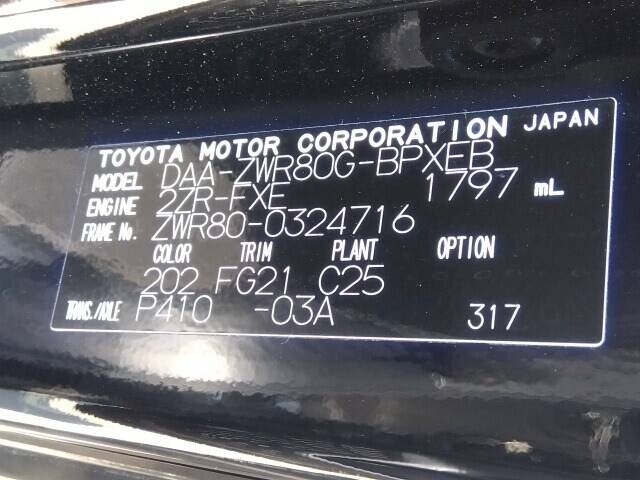 TOYOTA MOTOR CORPORATION JAPAN
MODEL DAA-ZWR80G-BPXEB
ENGINE 2ZR-FXE 1797 mL
FRAME No. ZWR80-0324716
COLOR TRIM PLANT OPTION
202 FG21 C25
TRANS./AXLE P410 -03A 317